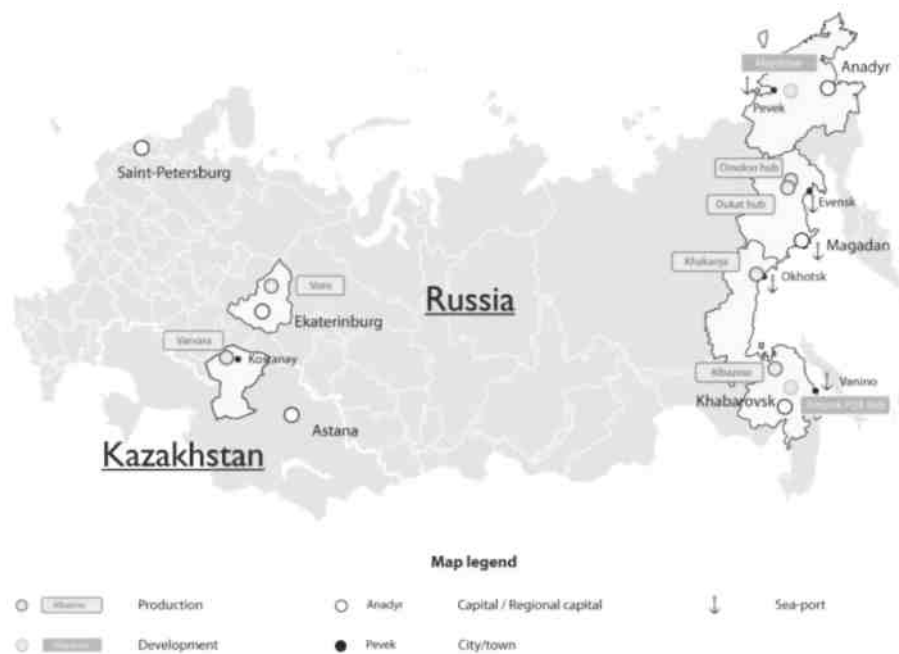 Anadyr
Pevek
Saint-Petersburg
Omolon hub
Dukat hub
Evensk
Magadan
Khakanja
Okhotsk
Voro
Russia
Ekaterinburg
Varvara
Kostanay
Albazino
Vanino
Khabarovsk
Astana
Kazakhstan
Map legend
Production
Anadyr
Capital / Regional capital
Sea-port
Development
Pevek
City/town